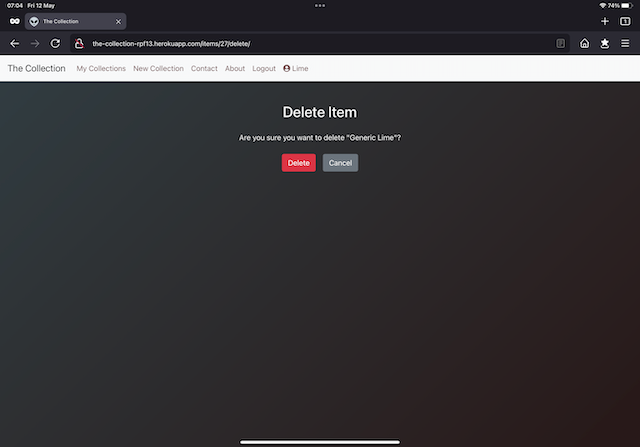 07:04 Fri 12 May
74%
The Collection
1
the-collection-rpf13.herokuapp.com/items/27/delete/
The Collection My Collections New Collection Contact About Logout Lime
Delete Item
Are you sure you want to delete "Generic Lime"?
Delete Cancel